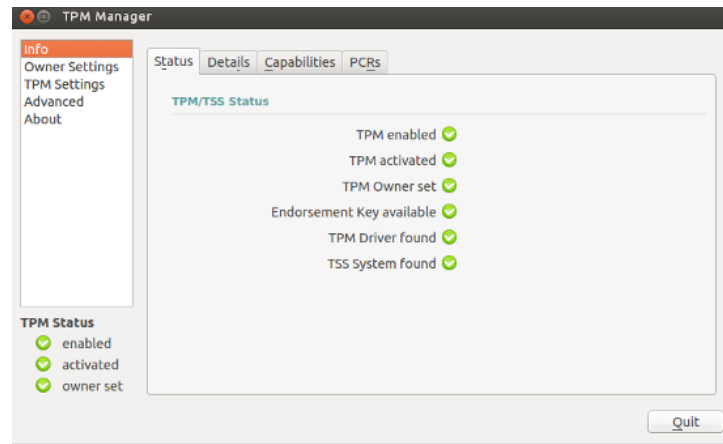 TPM Manager
Info
Owner Settings
TPM Settings
Advanced
About
Status Details Capabilities PCRs
TPM/TSS Status
TPM enabled
TPM activated
TPM Owner set
Endorsement Key available
TPM Driver found
TSS System found
TPM Status
enabled
activated
owner set
Quit